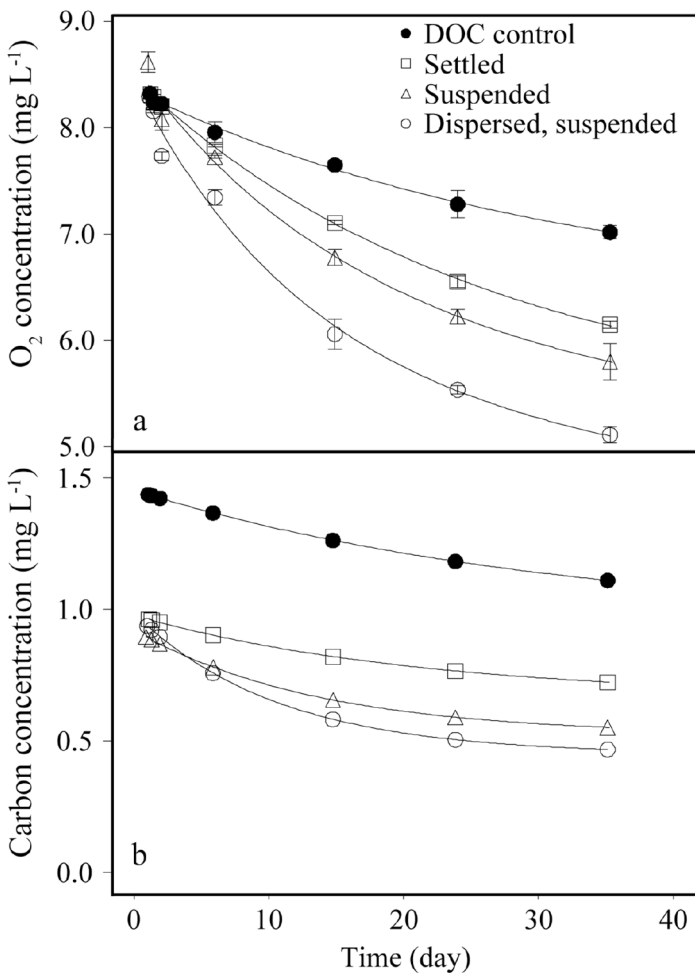 9.0
8.0
7.0
6.0
5.0
O₂ concentration (mg L⁻¹)
DOC control
Settled
Suspended
Dispersed, suspended
a
1.5
1.0
0.5
0.0
Carbon concentration (mg L⁻¹)
b
0 10 20 30 40
Time (day)